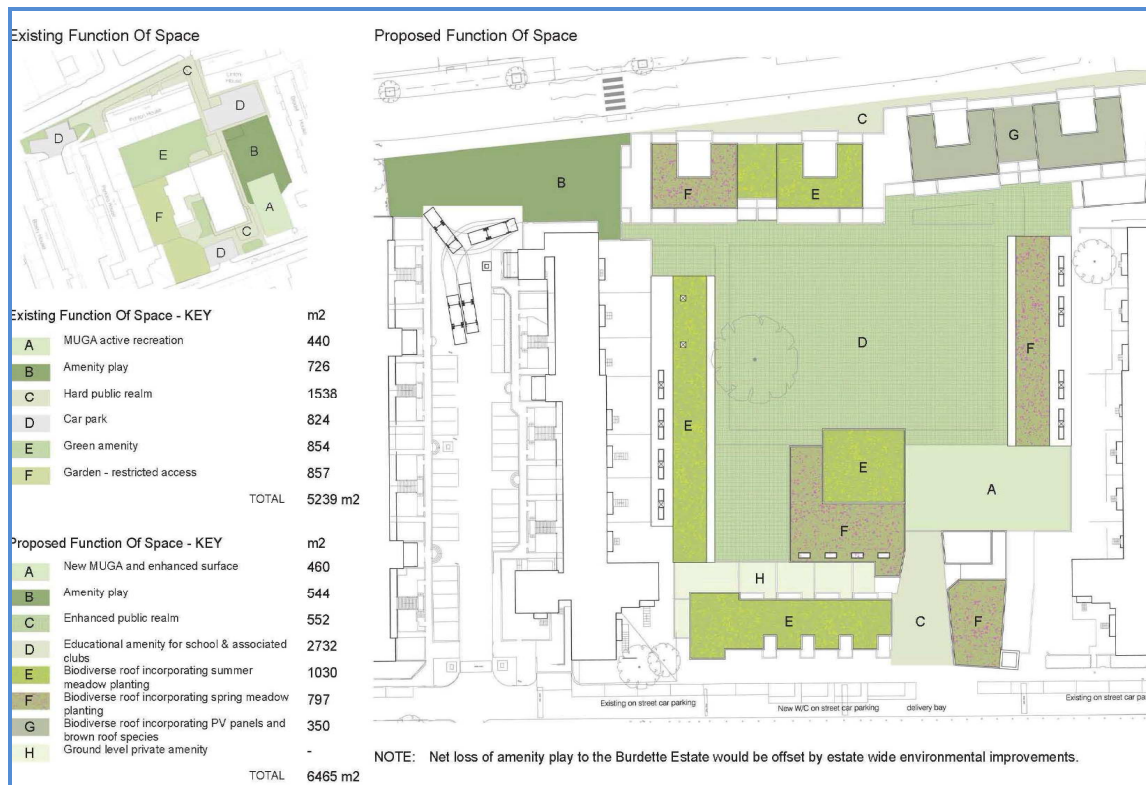 Existing Function Of Space
C
D
D
B
E
F
A
C
D
Existing Function Of Space - KEY m2
A MUGA active recreation 440
B Amenity play 726
C Hard public realm 1538
D Car park 824
E Green amenity 854
F Garden - restricted access 857
TOTAL 5239 m2
Proposed Function Of Space - KEY m2
A New MUGA and enhanced surface 460
B Amenity play 544
C Enhanced public realm 552
D Educational amenity for school & associated 2732
clubs
E Biodiverse roof incorporating summer 1030
meadow planting
F Biodiverse roof incorporating spring meadow 797
planting
G Biodiverse roof incorporating PV panels and 350
brown roof species
H Ground level private amenity -
TOTAL 6465 m2
Proposed Function Of Space
C
G
B
F
E
D
F
E
E
A
F
H
E
C
F
Existing on street car parking
New W/C on street car parking
delivery bay
Existing on street car pa
NOTE: Net loss of amenity play to the Burdette Estate would be offset by estate wide environmental improvements.